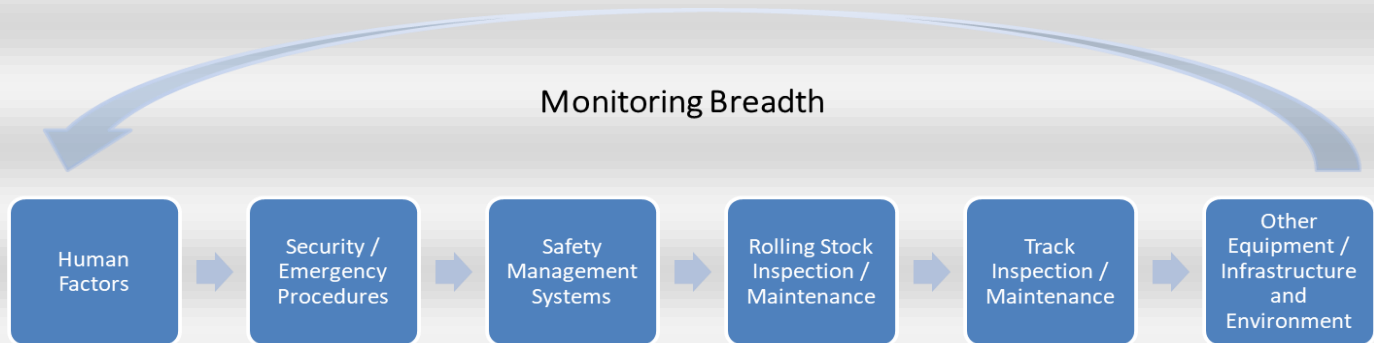 Monitoring Breadth
Human
Factors
Security /
Emergency
Procedures
Safety
Management
Systems
Rolling Stock
Inspection /
Maintenance
Track
Inspection /
Maintenance
Other
Equipment /
Infrastructure
and
Environment